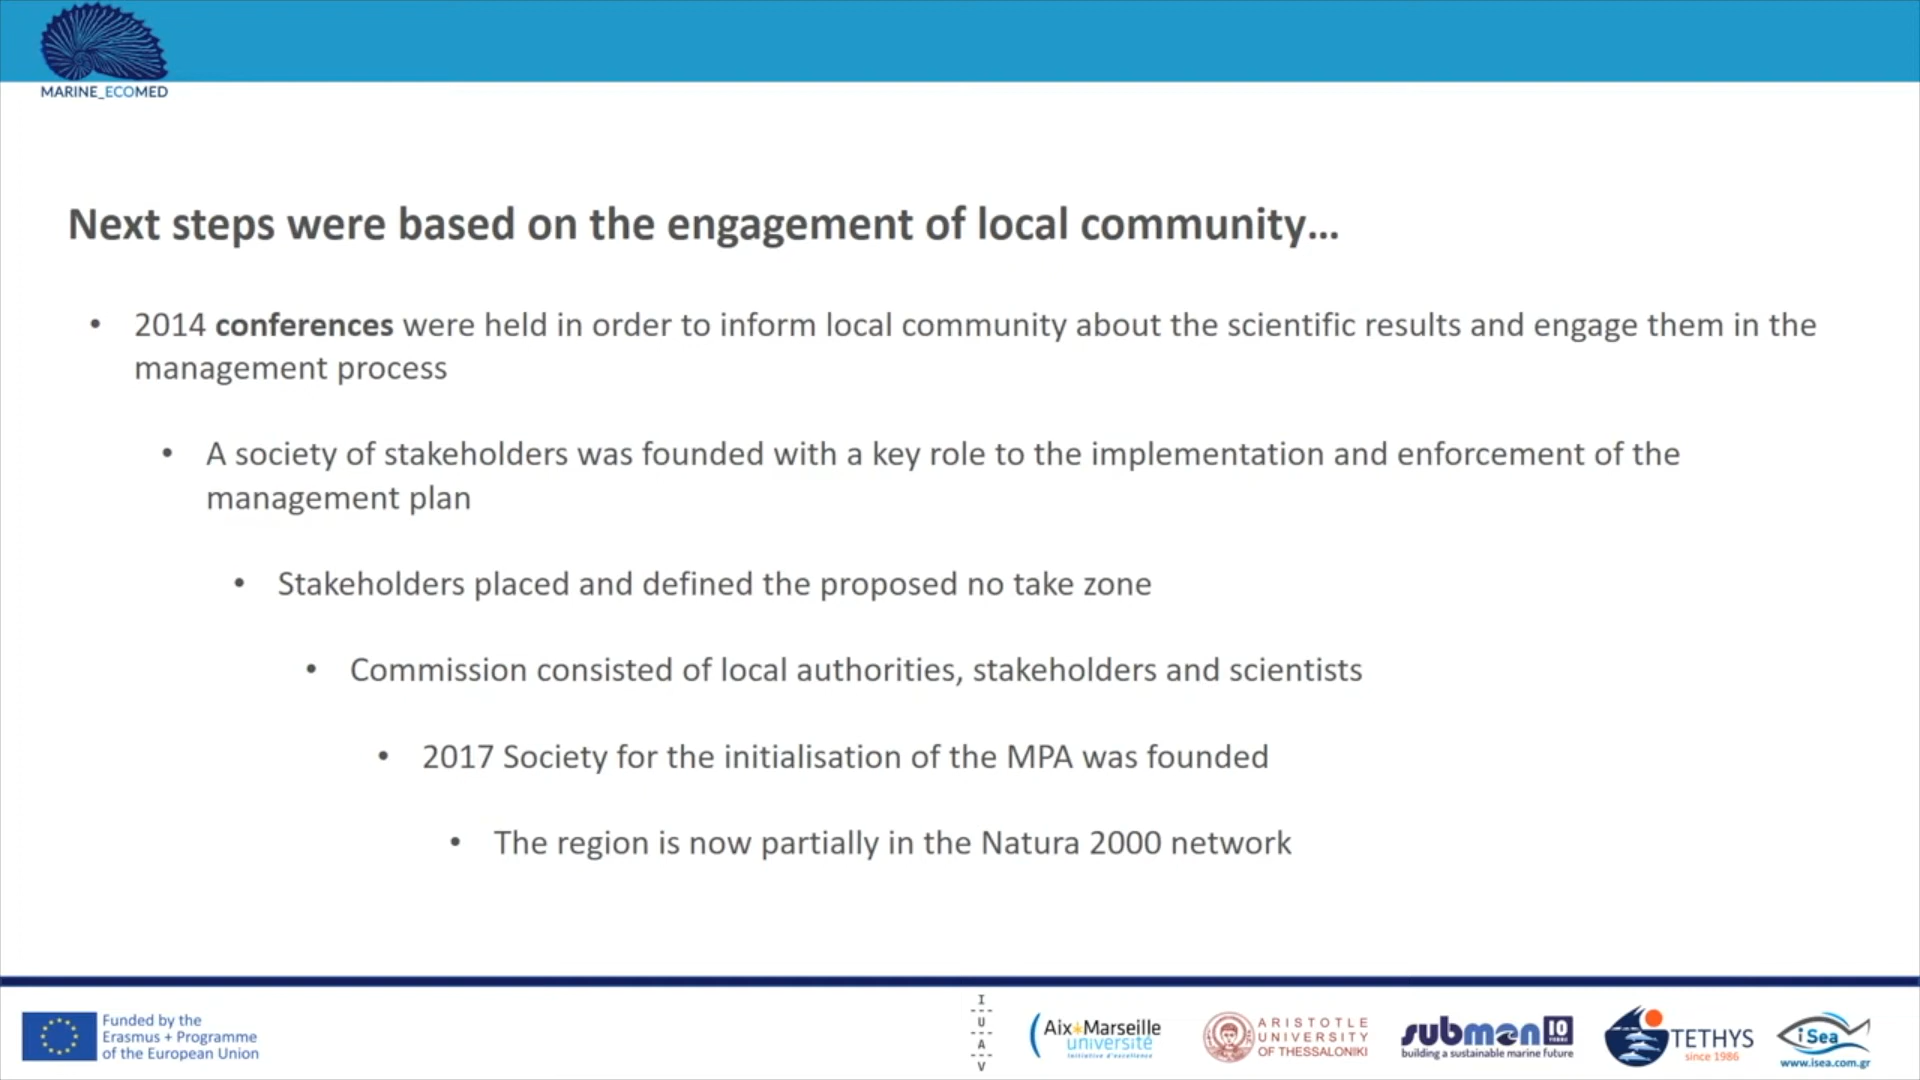 MARINE_ECOMED
Next steps were based on the engagement of local community...
• 2014 conferences were held in order to inform local community about the scientific results and engage them in the
management process
• A society of stakeholders was founded with a key role to the implementation and enforcement of the
management plan
• Stakeholders placed and defined the proposed no take zone
• Commission consisted of local authorities, stakeholders and scientists
• 2017 Society for the initialisation of the MPA was founded
• The region is now partially in the Natura 2000 network
Funded by the
Erasmus + Programme
of the European Union
I
U
A
V
Aix*Marseille
université
Initiative d'excellence
ARISTOTLE
UNIVERSITY
OF THESSALONIKI
submon 10
YEARS
building a sustainable marine future
TETHYS
since 1986
iSea
www.isea.com.gr